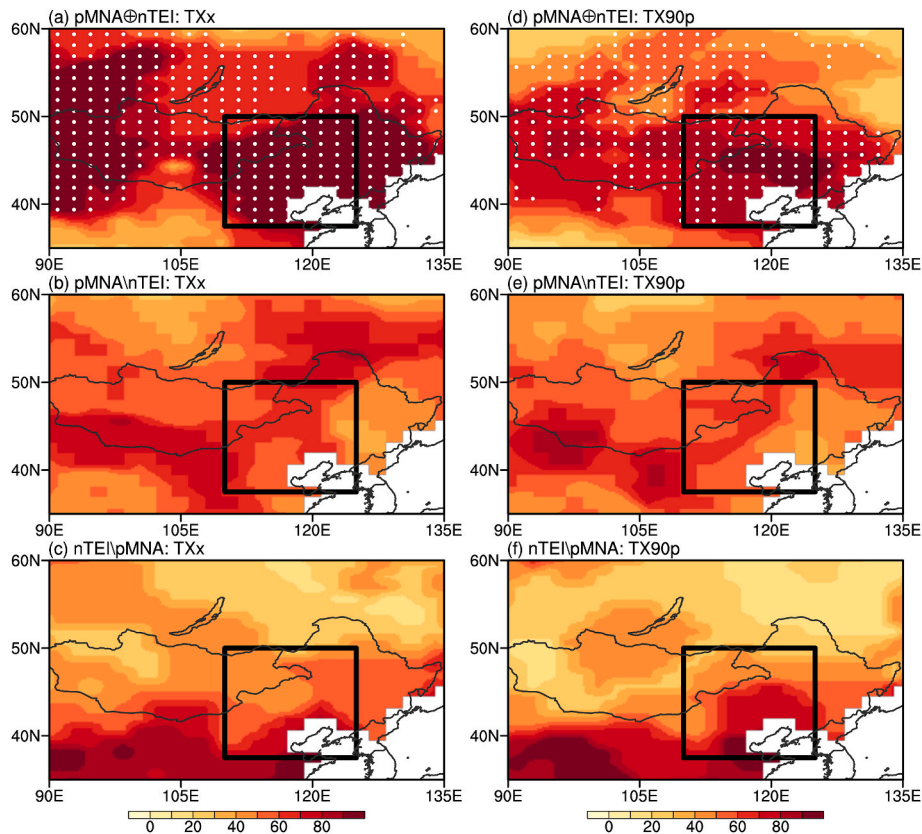 (a) pMNA⊕nTEI: TXx
60N
50N
40N
90E 105E 120E 135E
(d) pMNA⊕nTEI: TX90p
60N
50N
40N
90E 105E 120E 135E
(b) pMNA\nTEI: TXx
60N
50N
40N
90E 105E 120E 135E
(e) pMNA\nTEI: TX90p
60N
50N
40N
90E 105E 120E 135E
(c) nTEI\pMNA: TXx
60N
50N
40N
90E 105E 120E 135E
(f) nTEI\pMNA: TX90p
60N
50N
40N
90E 105E 120E 135E
0 20 40 60 80
0 20 40 60 80